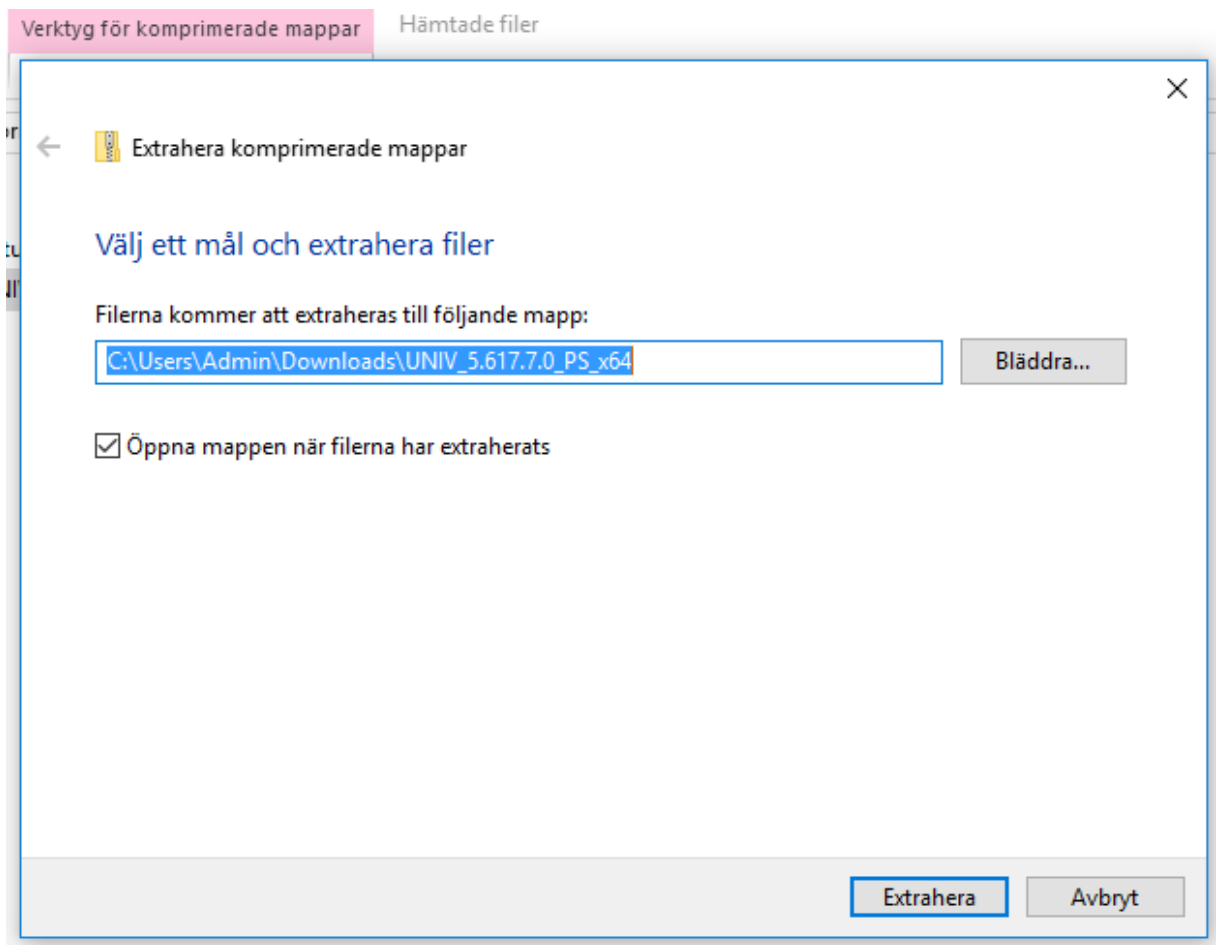 Verktyg för komprimerade mappar
Hämtade filer
Extrahera komprimerade mappar
Välj ett mål och extrahera filer
Filerna kommer att extraheras till följande mapp:
C:\Users\Admin\Downloads\UNIV_5.617.7.0_PS_x64
Bläddra...
Öppna mappen när filerna har extraherats
Extrahera
Avbryt